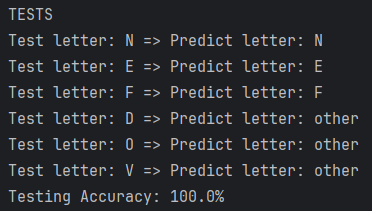 TESTS
Test letter: N => Predict letter: N
Test letter: E => Predict letter: E
Test letter: F => Predict letter: F
Test letter: D => Predict letter: other
Test letter: O => Predict letter: other
Test letter: V => Predict letter: other
Testing Accuracy: 100.0%